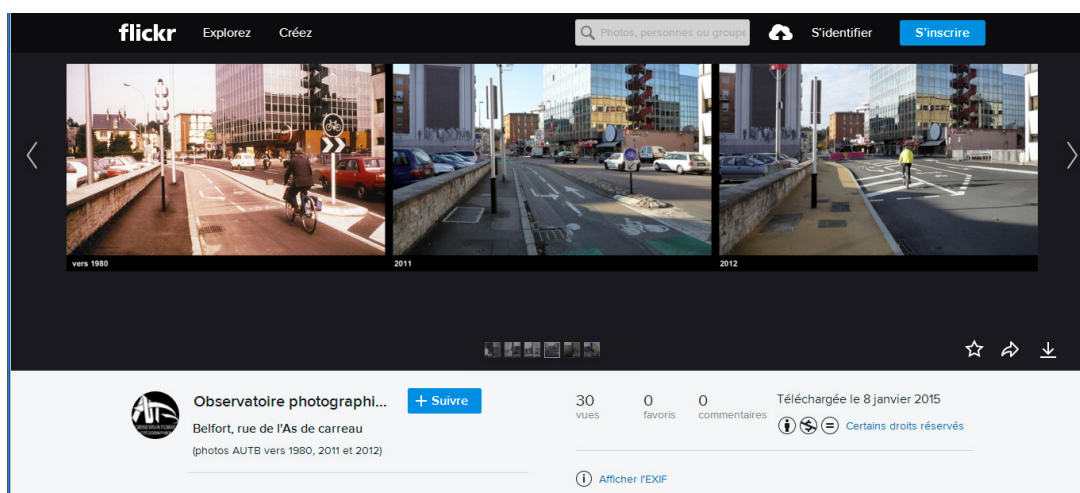 flickr Explorez Créez Photos, personnes ou groupe S'identifier S'inscrire
vers 1980 2011 2012
Observatoire photographi... + Suivre
Belfort, rue de l'As de carreau
(photos AUTB vers 1980, 2011 et 2012)
30 0 0
vues favoris commentaires
Téléchargée le 8 janvier 2015
Certains droits réservés
Afficher l'EXIF